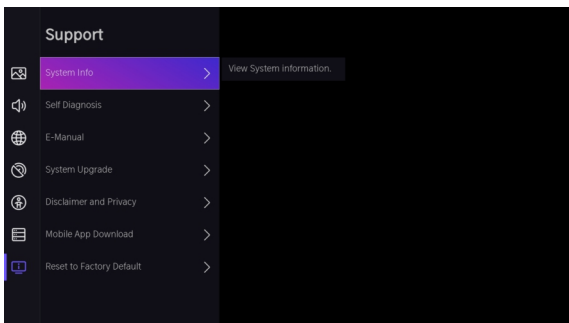 Support
System Info
View System information.
Self Diagnosis
E-Manual
System Upgrade
Disclaimer and Privacy
Mobile App Download
Reset to Factory Default